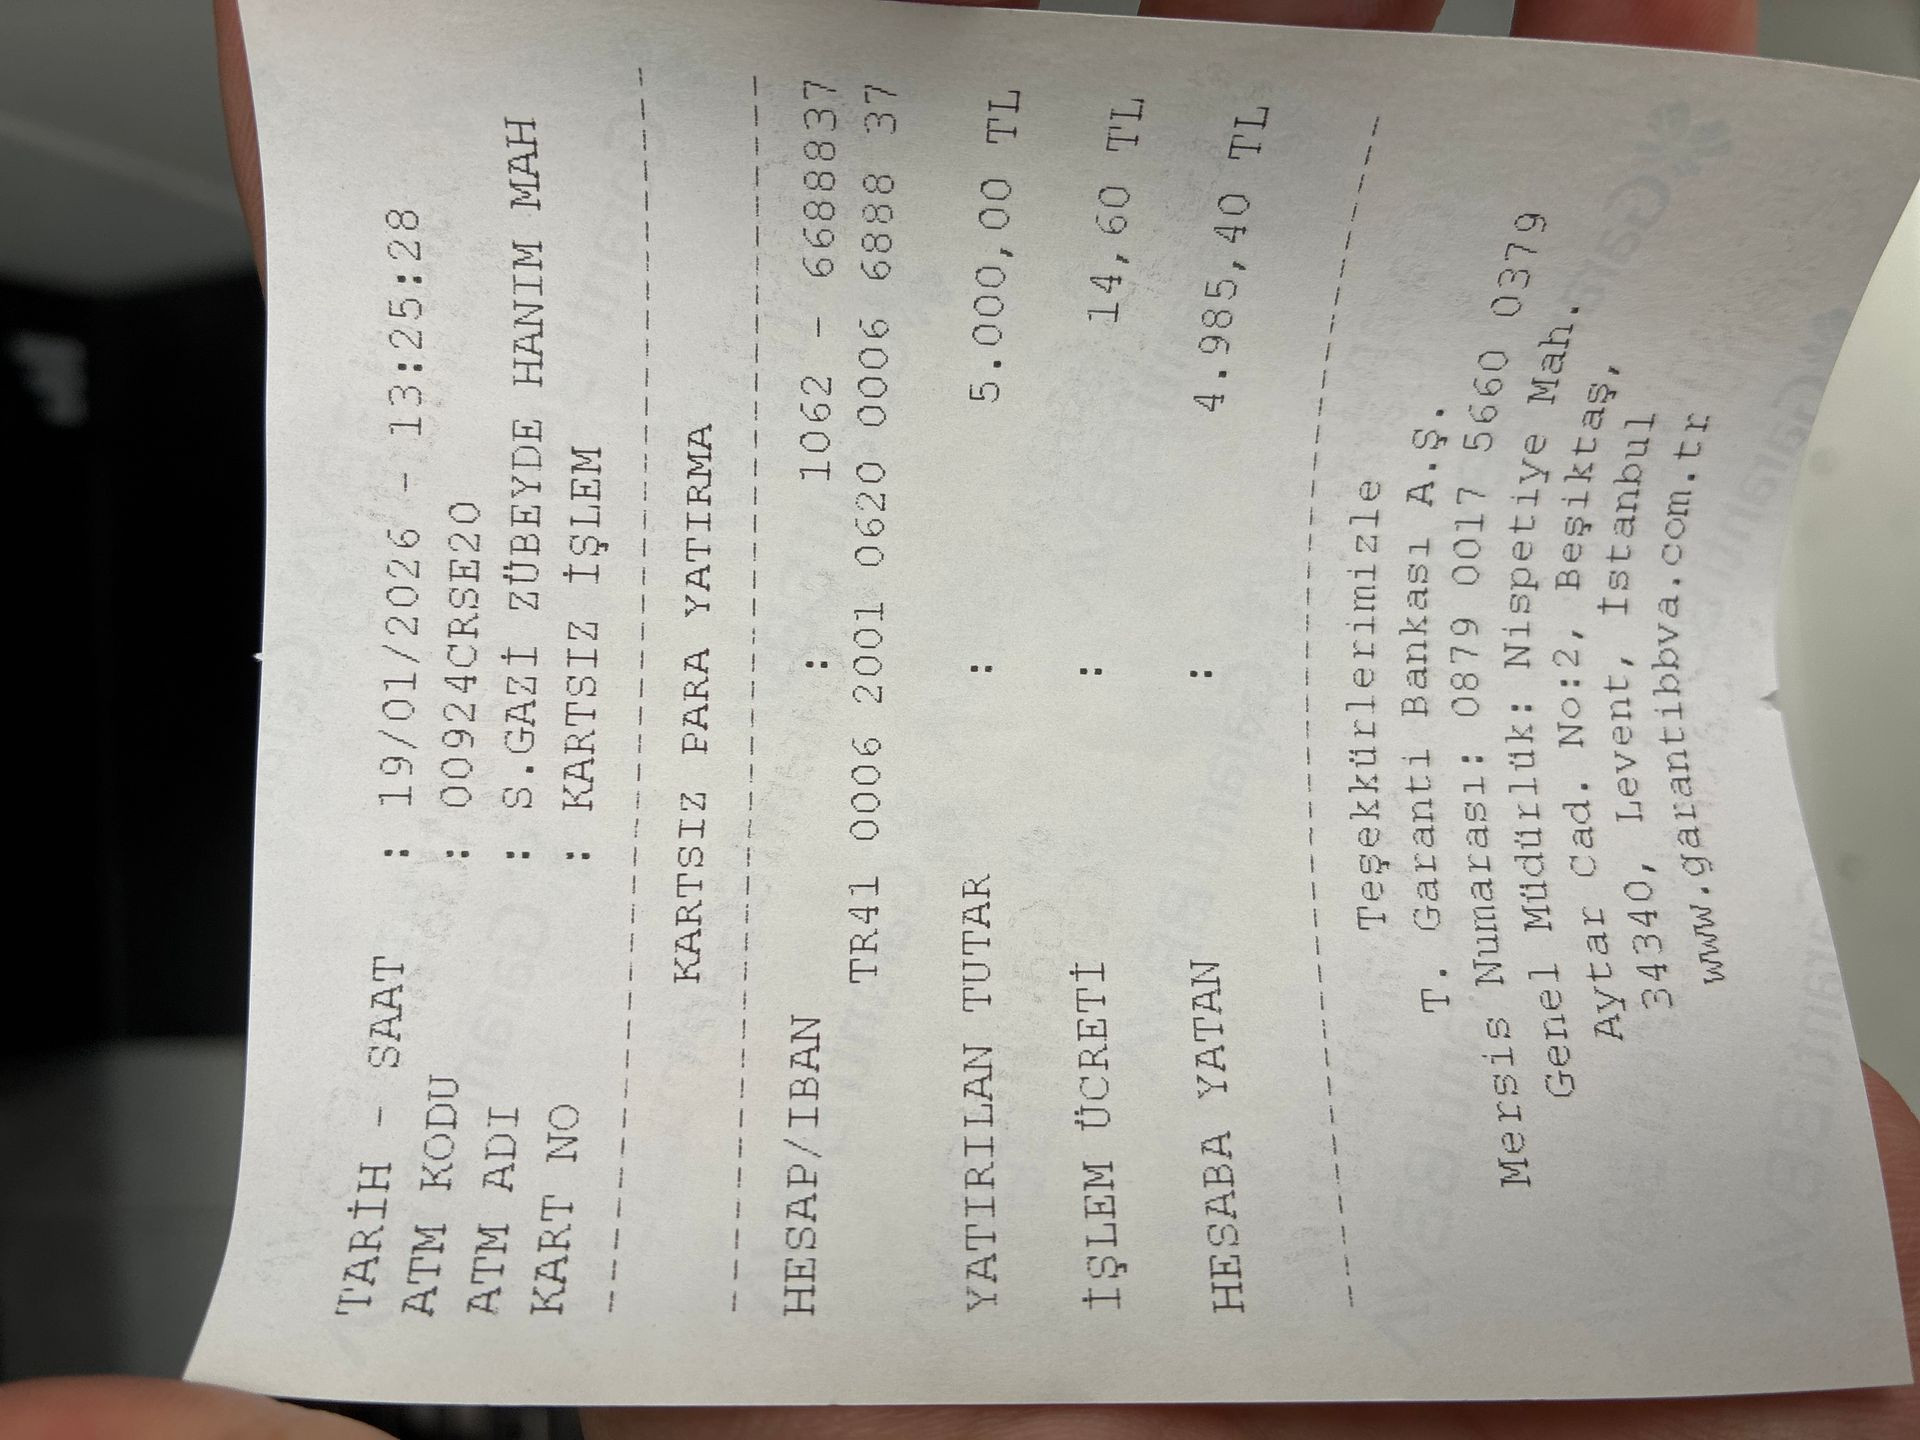 TARİH - SAAT : 19/01/2026 - 13:25:28
ATM KODU : 00924CRSE20
ATM ADI : S.GAZİ ZÜBEYDE HANIM MAH
KART NO : KARTSIZ İŞLEM
KARTSIZ PARA YATIRMA
HESAP/IBAN : 1062 - 6688837
TR41 0006 2001 0620 0006 6888 37
YATIRILAN TUTAR : 5.000,00 TL
İŞLEM ÜCRETİ : 14,60 TL
HESABA YATAN : 4.985,40 TL
Teşekkürlerimizle
T. Garanti Bankası A.Ş.
Mersis Numarası: 0879 0017 5660 0379
Genel Müdürlük: Nispetiye Mah.
Aytar Cad. No:2, Beşiktaş,
34340, Levent, İstanbul
www.garantibbva.com.tr